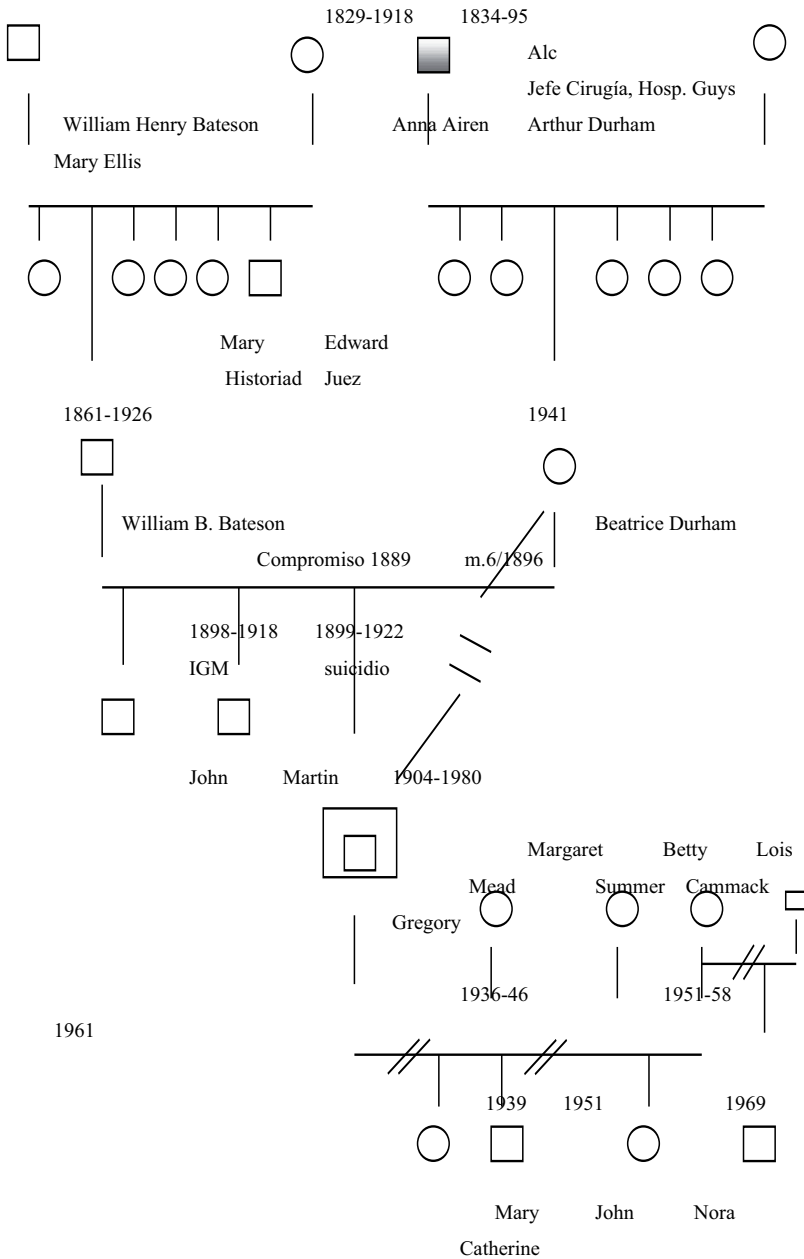 1829-1918 1834-95
Alc
Jefe Cirugía, Hosp. Guys
William Henry Bateson Anna Airen Arthur Durham
Mary Ellis
Mary Edward
Historiad Juez
1861-1926 1941
William B. Bateson Beatrice Durham
Compromiso 1889 m.6/1896
1898-1918 1899-1922
IGM suicidio
John Martin 1904-1980
Margaret Betty Lois
Mead Summer Cammack
Gregory
1936-46 1951-58
1961
1939 1951 1969
Mary John Nora
Catherine